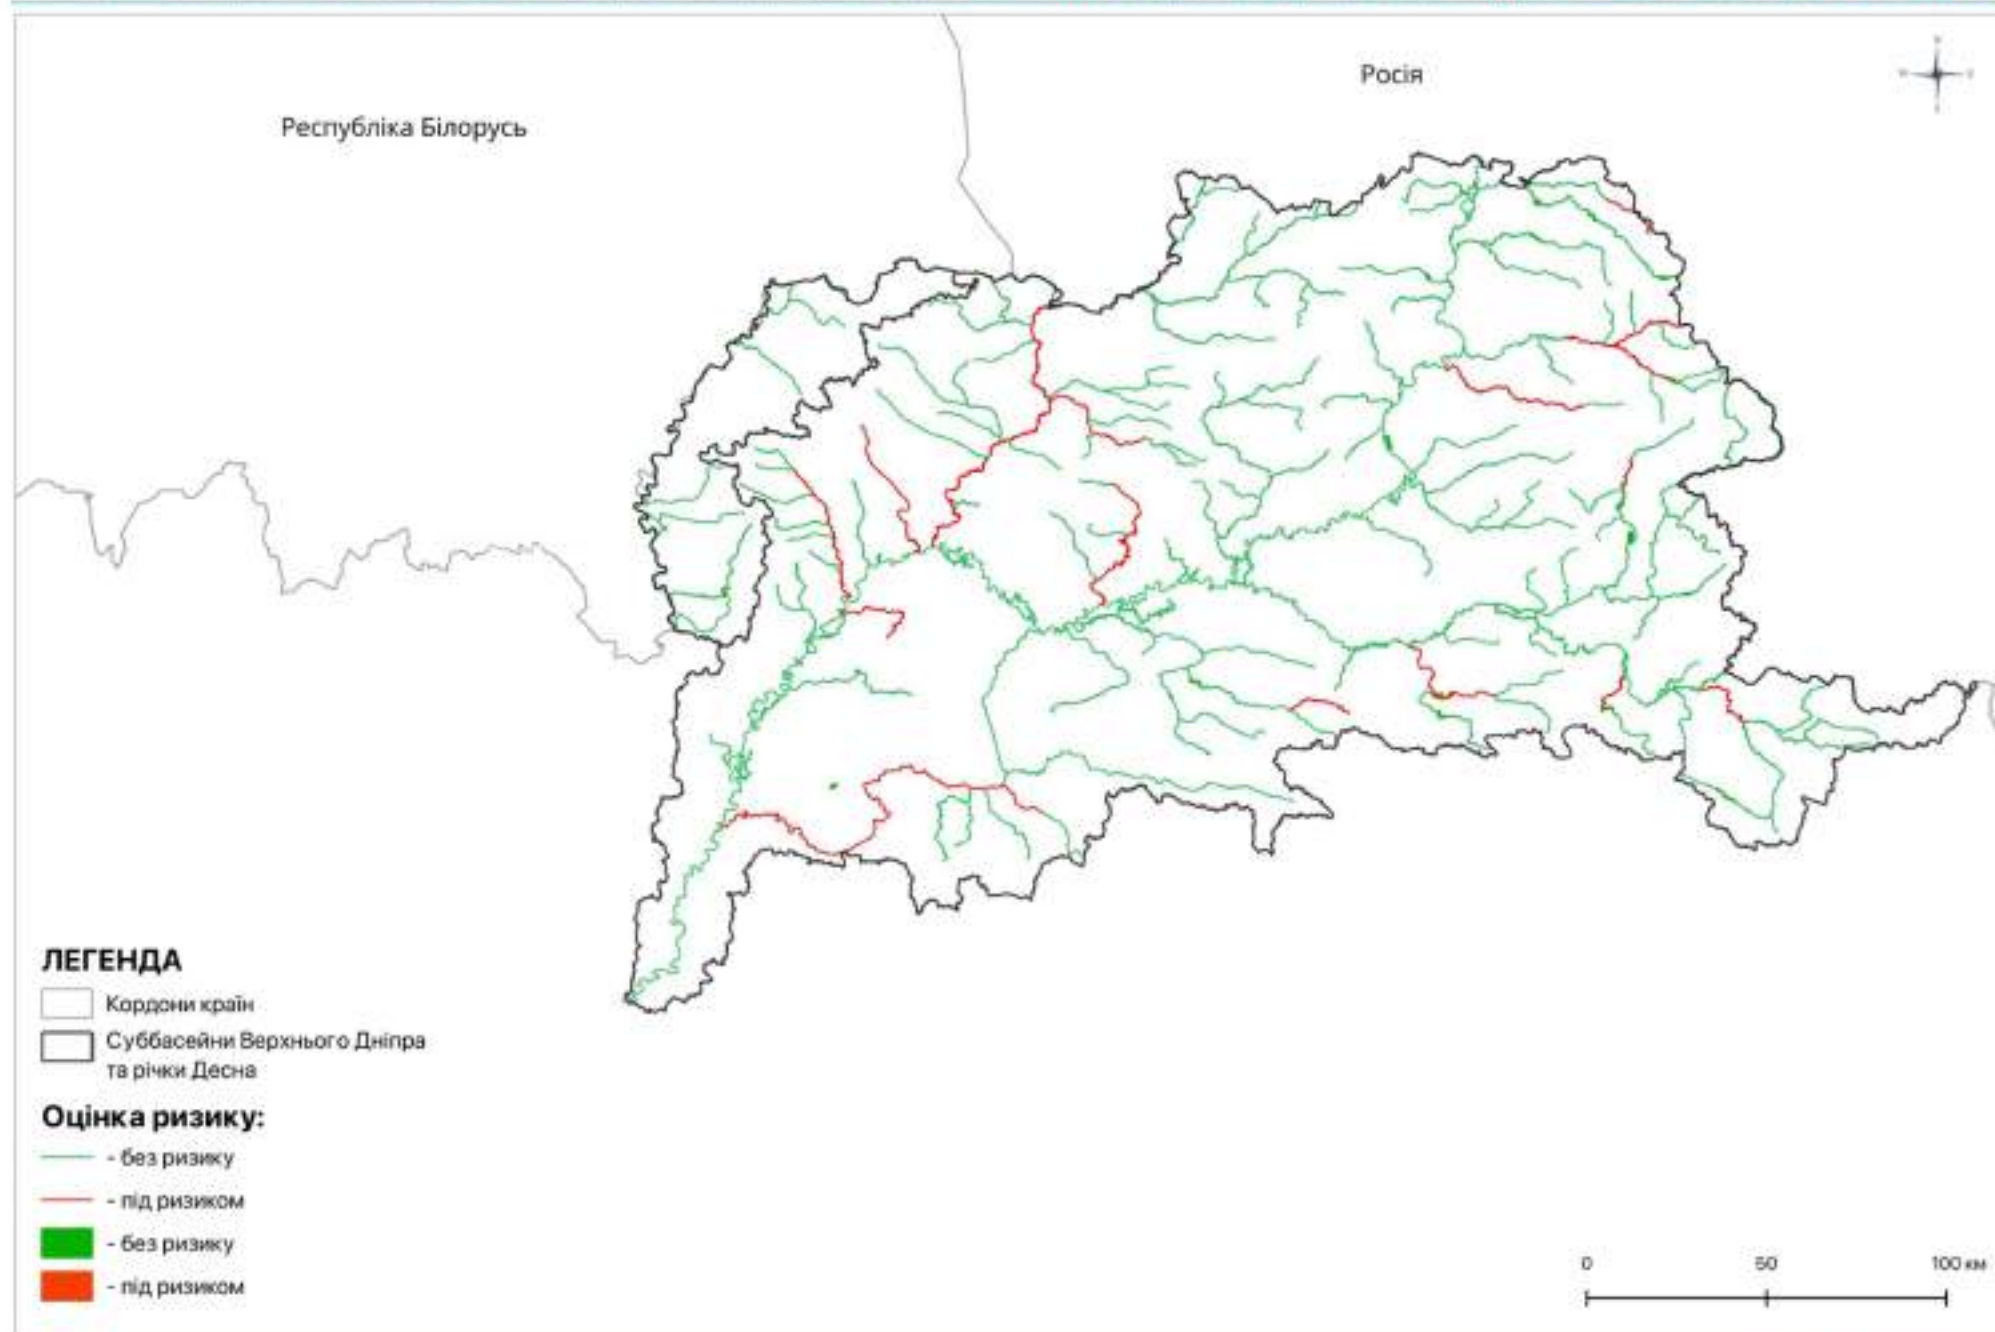 Росія
Республіка Білорусь
ЛЕГЕНДА
Кордони країн
Суббасейни Верхнього Дніпра
та річки Десна
Оцінка ризику:
- без ризику
- під ризиком
- без ризику
- під ризиком
0 50 100 км